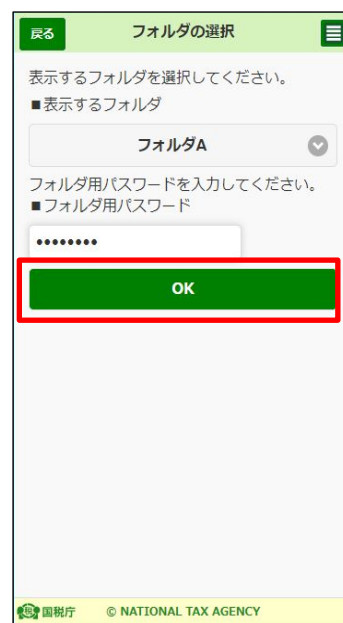 戻る
フォルダの選択
表示するフォルダを選択してください。
■表示するフォルダ
フォルダA
フォルダ用パスワードを入力してください。
■フォルダ用パスワード
••••••••
OK
国税庁 © NATIONAL TAX AGENCY